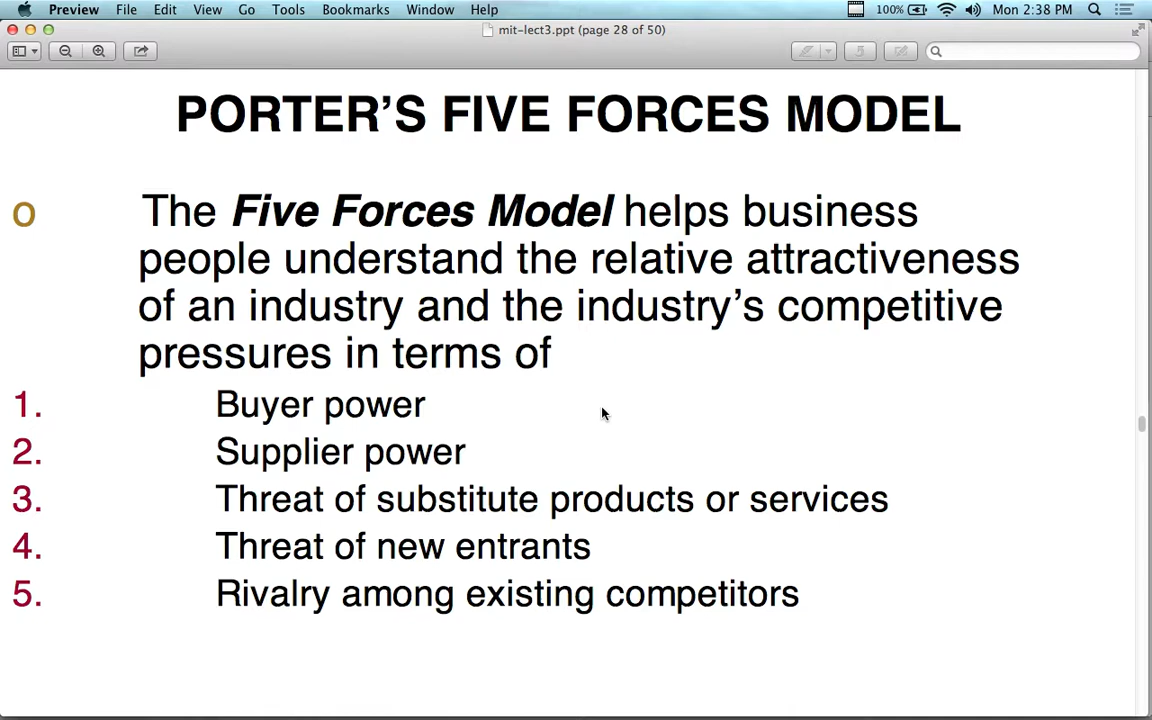 Preview File Edit View Go Tools Bookmarks Window Help 100% Mon 2:38 PM
mit-lect3.ppt (page 28 of 50)
PORTER’S FIVE FORCES MODEL
o The Five Forces Model helps business
people understand the relative attractiveness
of an industry and the industry’s competitive
pressures in terms of
1. Buyer power
2. Supplier power
3. Threat of substitute products or services
4. Threat of new entrants
5. Rivalry among existing competitors